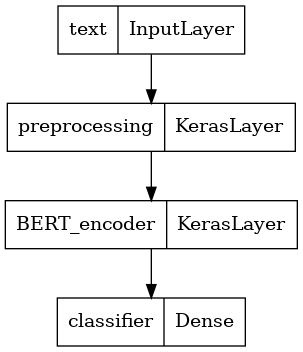 text InputLayer
preprocessing KerasLayer
BERT_encoder KerasLayer
classifier Dense